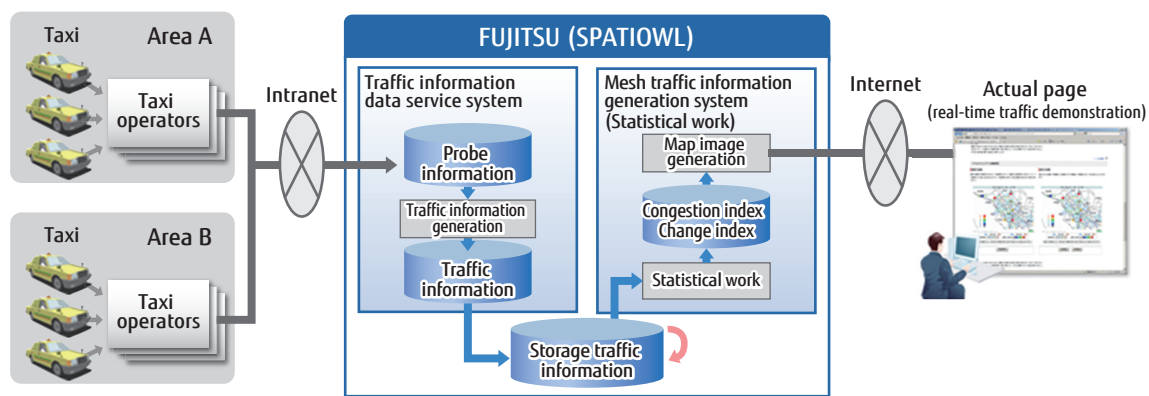 Taxi
Area A
Taxi
operators
Taxi
Area B
Taxi
operators
Intranet
FUJITSU (SPATIOWL)
Traffic information
data service system
Probe
information
Traffic information
generation
Traffic
information
Storage traffic
information
Mesh traffic information
generation system
(Statistical work)
Map image
generation
Congestion index
Change index
Statistical work
Internet
Actual page
(real-time traffic demonstration)